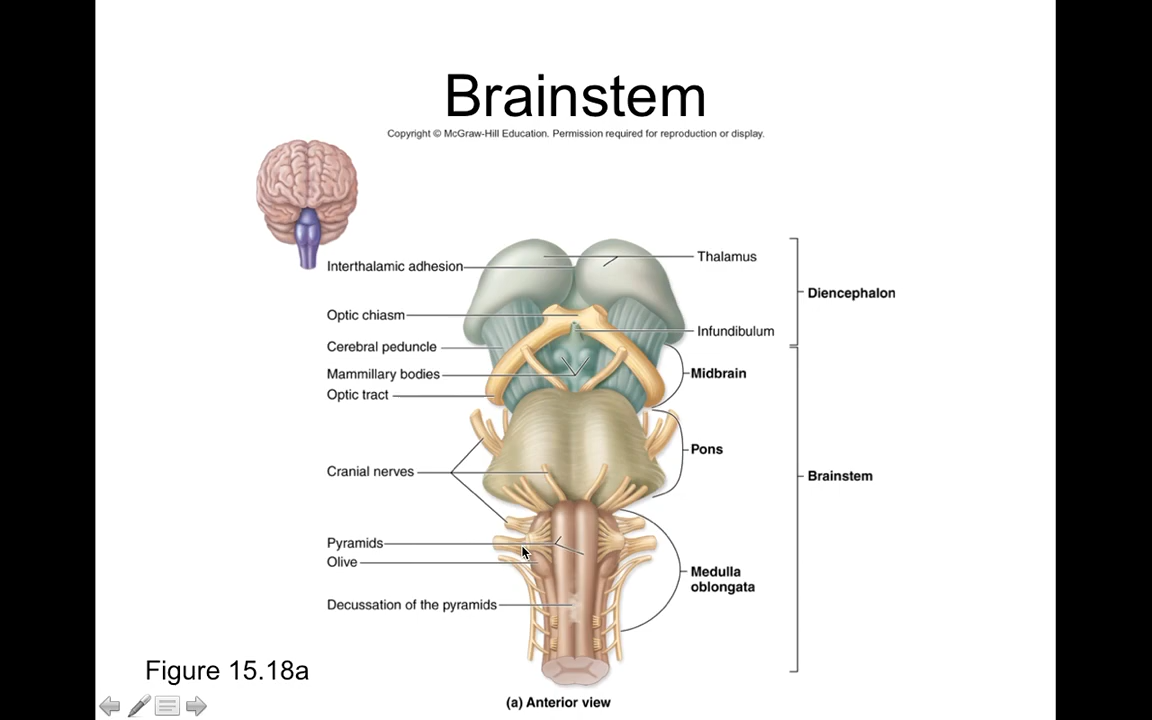 Brainstem
Copyright © McGraw-Hill Education. Permission required for reproduction or display.
Interthalamic adhesion
Thalamus
Diencephalon
Optic chiasm
Infundibulum
Cerebral peduncle
Midbrain
Mammillary bodies
Optic tract
Pons
Cranial nerves
Brainstem
Pyramids
Olive
Medulla
oblongata
Decussation of the pyramids
Figure 15.18a
(a) Anterior view